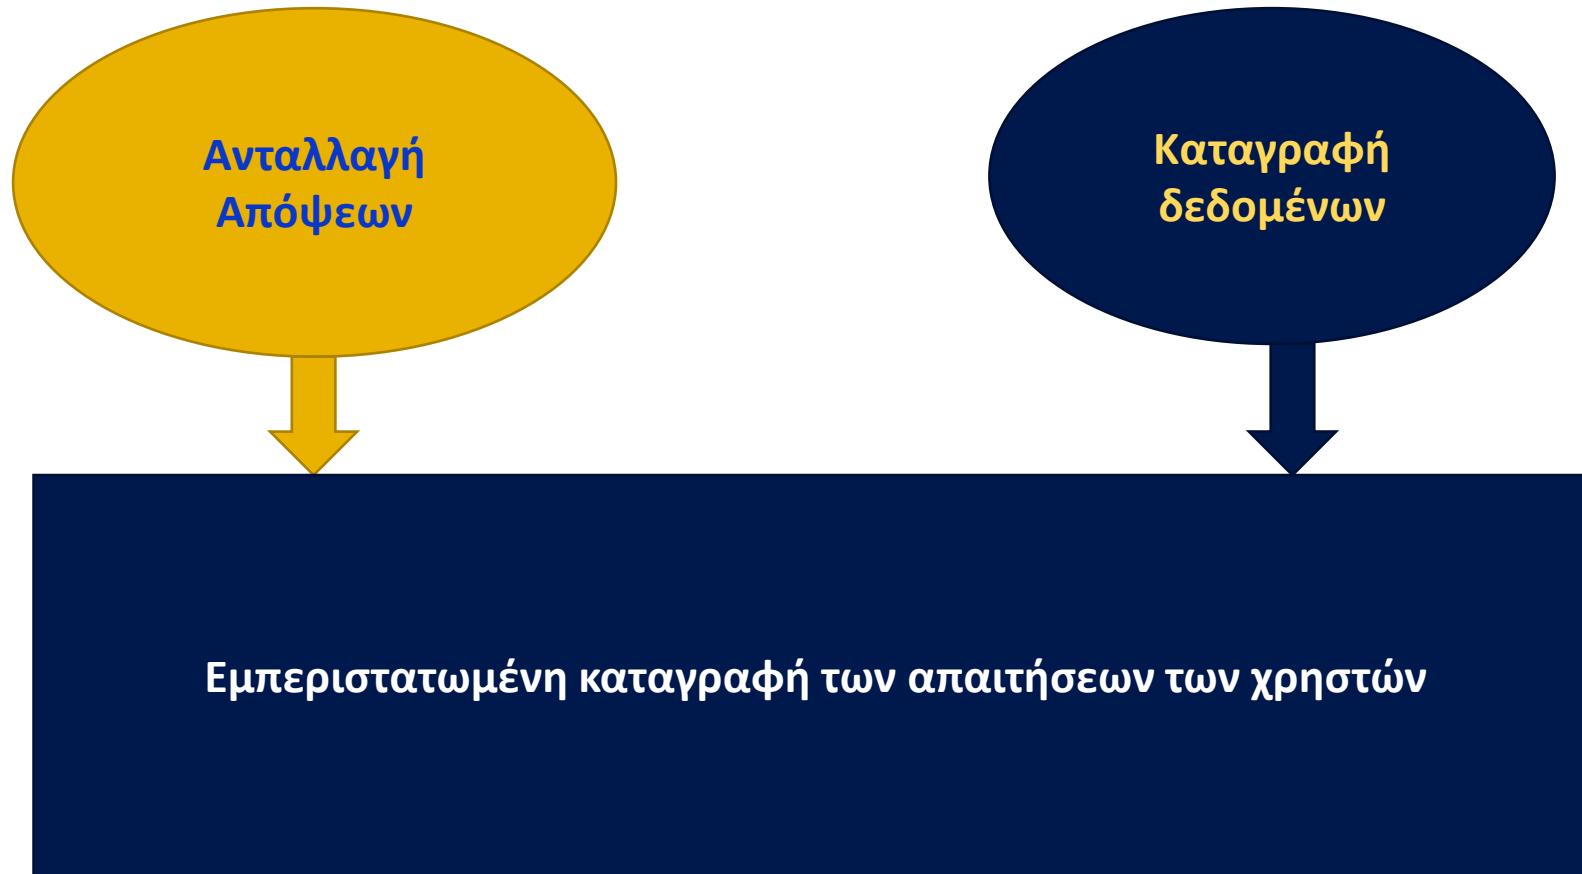 Ανταλλαγή
Απόψεων
Καταγραφή
δεδομένων
Εμπεριστατωμένη καταγραφή των απαιτήσεων των χρηστών